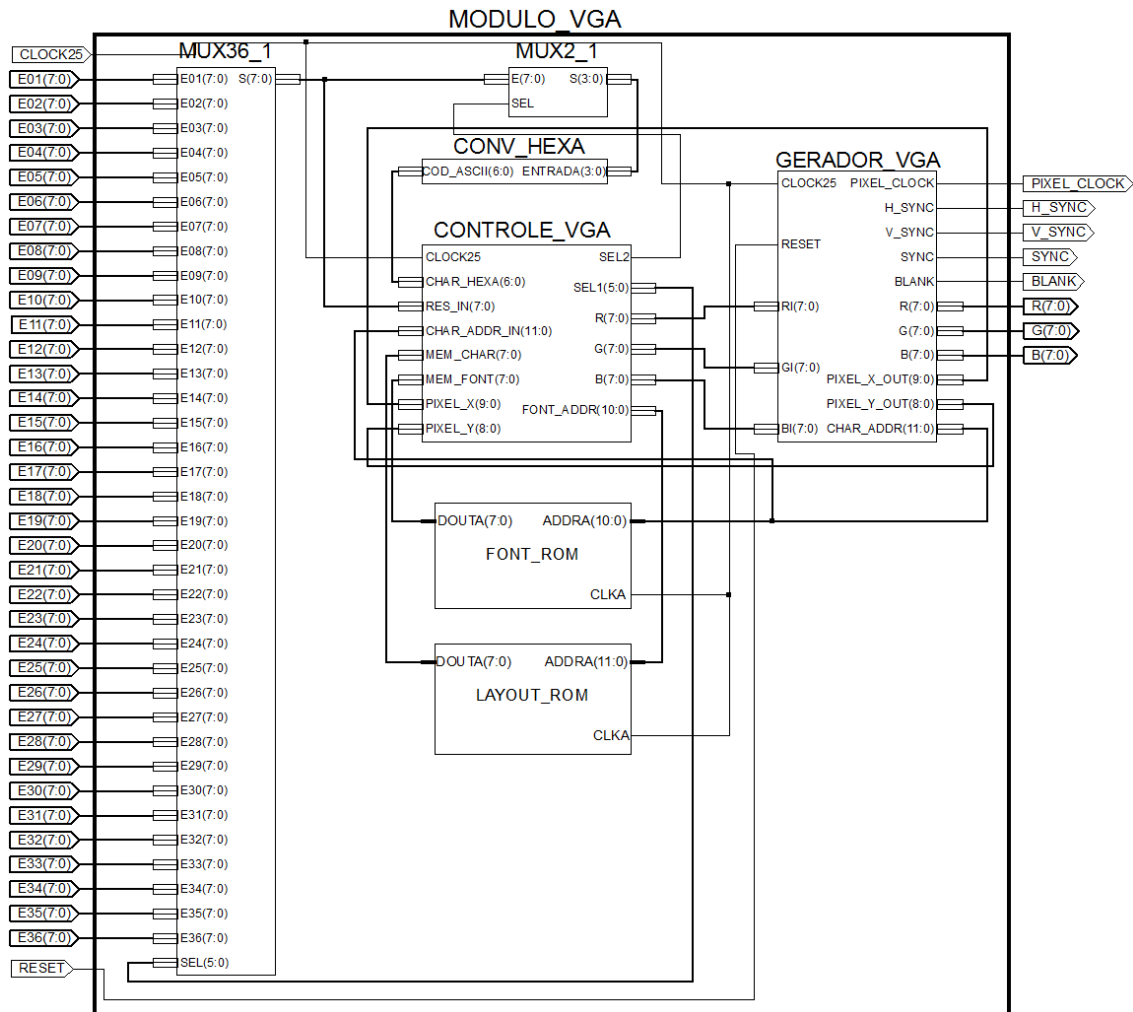 MODULO_VGA
CLOCK25
MUX36_1
MUX2_1
E01(7:0) E01(7:0) S(7:0)
E(7:0) S(3:0)
SEL
E02(7:0) E02(7:0)
E03(7:0) E03(7:0)
E04(7:0) E04(7:0)
E05(7:0) E05(7:0)
E06(7:0) E06(7:0)
E07(7:0) E07(7:0)
E08(7:0) E08(7:0)
E09(7:0) E09(7:0)
E10(7:0) E10(7:0)
E11(7:0) E11(7:0)
E12(7:0) E12(7:0)
E13(7:0) E13(7:0)
E14(7:0) E14(7:0)
E15(7:0) E15(7:0)
E16(7:0) E16(7:0)
E17(7:0) E17(7:0)
E18(7:0) E18(7:0)
E19(7:0) E19(7:0)
E20(7:0) E20(7:0)
E21(7:0) E21(7:0)
E22(7:0) E22(7:0)
E23(7:0) E23(7:0)
E24(7:0) E24(7:0)
E25(7:0) E25(7:0)
E26(7:0) E26(7:0)
E27(7:0) E27(7:0)
E28(7:0) E28(7:0)
E29(7:0) E29(7:0)
E30(7:0) E30(7:0)
E31(7:0) E31(7:0)
E32(7:0) E32(7:0)
E33(7:0) E33(7:0)
E34(7:0) E34(7:0)
E35(7:0) E35(7:0)
E36(7:0) E36(7:0)
RESET SEL(5:0)
CONV_HEXA
COD_ASCII(6:0) ENTRADA(3:0)
CONTROLE_VGA
CLOCK25 SEL2
CHAR_HEXA(6:0) SEL1(5:0)
RES_IN(7:0) R(7:0)
CHAR_ADDR_IN(11:0)
MEM_CHAR(7:0) G(7:0)
MEM_FONT(7:0) B(7:0)
PIXEL_X(9:0) FONT_ADDR(10:0)
PIXEL_Y(8:0)
DOUTA(7:0) ADDRA(10:0)
FONT_ROM
CLKA
DOUTA(7:0) ADDRA(11:0)
LAYOUT_ROM
CLKA
GERADOR_VGA
CLOCK25 PIXEL_CLOCK PIXEL_CLOCK
H_SYNC H_SYNC
V_SYNC V_SYNC
RESET
SYNC SYNC
BLANK BLANK
RI(7:0) R(7:0) R(7:0)
G(7:0) G(7:0)
B(7:0) B(7:0)
GI(7:0) PIXEL_X_OUT(9:0)
PIXEL_Y_OUT(8:0)
BI(7:0) CHAR_ADDR(11:0)